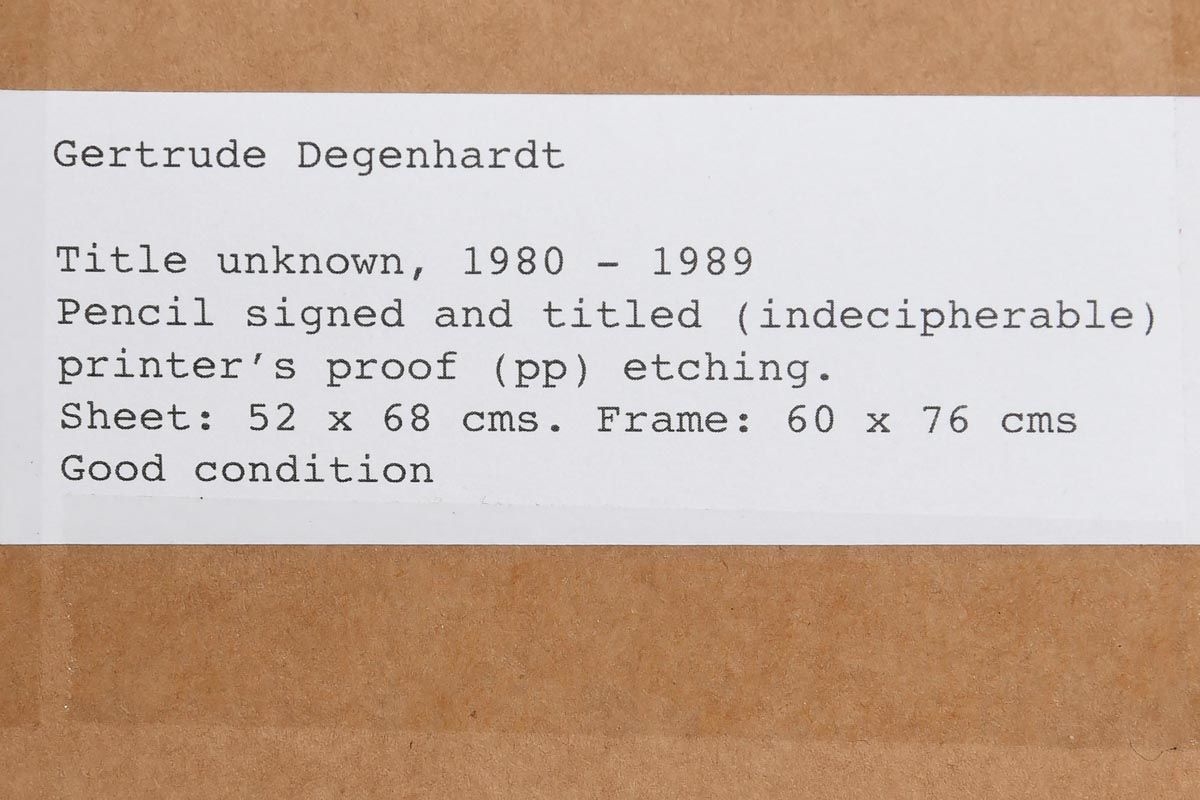 Gertrude Degenhardt
Title unknown, 1980 – 1989
Pencil signed and titled (indecipherable)
printer’s proof (pp) etching.
Sheet: 52 x 68 cms. Frame: 60 x 76 cms
Good condition